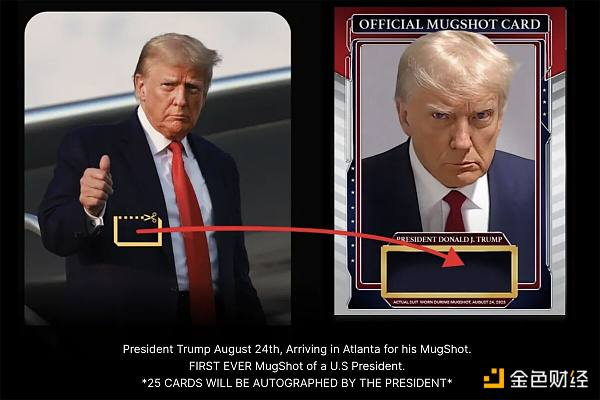 OFFICIAL MUGSHOT CARD
PRESIDENT DONALD J. TRUMP
ACTUAL SUIT WORN DURING MUGSHOT, AUGUST 24, 2023
President Trump August 24th, Arriving in Atlanta for his MugShot.
FIRST EVER MugShot of a U.S President.
*25 CARDS WILL BE AUTOGRAPHED BY THE PRESIDENT*
金色财经